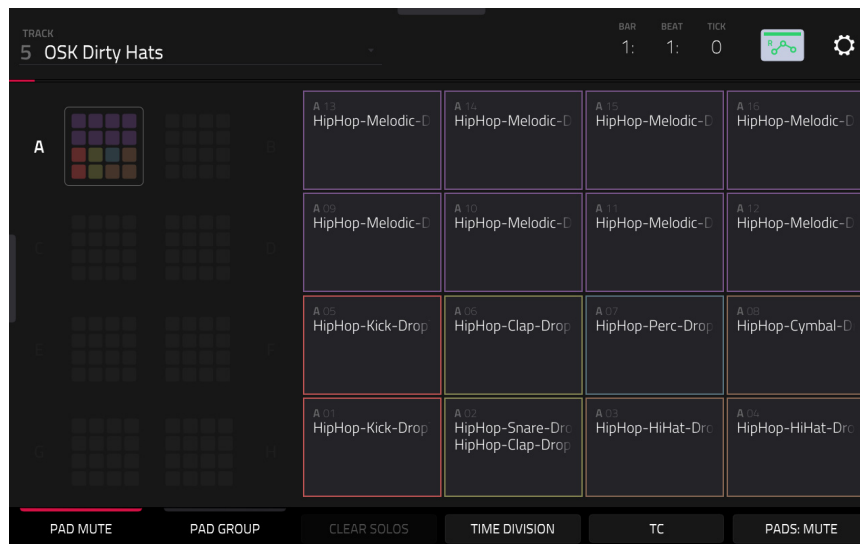 TRACK
5 OSK Dirty Hats
BAR BEAT TICK
1: 1: 0
R
A B
C D
E F
G H
A 13 A 14 A 15 A 16
HipHop-Melodic-D HipHop-Melodic-D HipHop-Melodic-D HipHop-Melodic-D
A 09 A 10 A 11 A 12
HipHop-Melodic-D HipHop-Melodic-D HipHop-Melodic-D HipHop-Melodic-D
A 05 A 06 A 07 A 08
HipHop-Kick-Drop HipHop-Clap-Drop HipHop-Perc-Drop HipHop-Cymbal-D
A 01 A 02 A 03 A 04
HipHop-Kick-Drop HipHop-Snare-Dro HipHop-HiHat-Dro HipHop-HiHat-Dro
HipHop-Clap-Drop
PAD MUTE PAD GROUP CLEAR SOLOS TIME DIVISION TC PADS: MUTE